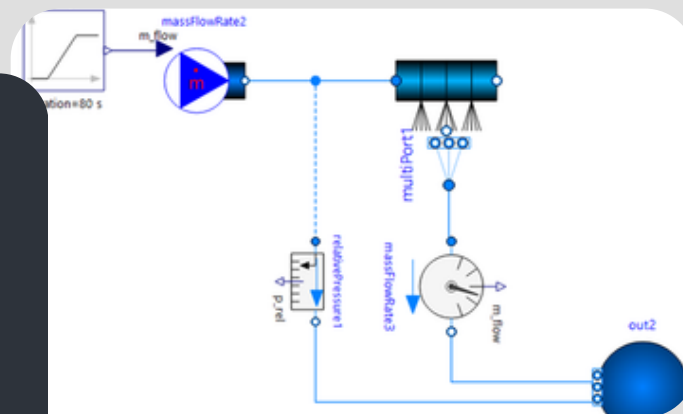 massFlowRate2
m_flow
ṁ
ation=80 s
multiPort1
relativePressure1
p_rel
massFlowRate3
m_flow
out2